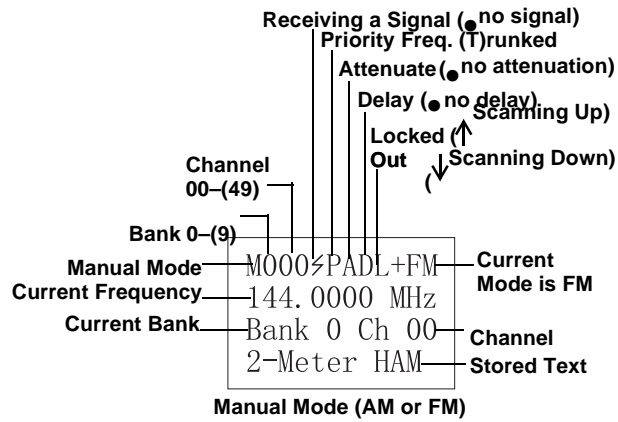 Receiving a Signal (●no signal)
Priority Freq. (T)runked
Attenuate(●no attenuation)
Delay (●no delay)
Locked (↑ Scanning Up)
Out
(↓ Scanning Down)
Channel
00–(49)
Bank 0–(9)
Manual Mode
M000⚡PADL+FM
Current
Mode is FM
Current Frequency
144.0000 MHz
Current Bank
Bank 0 Ch 00
Channel
2-Meter HAM
Stored Text
Manual Mode (AM or FM)